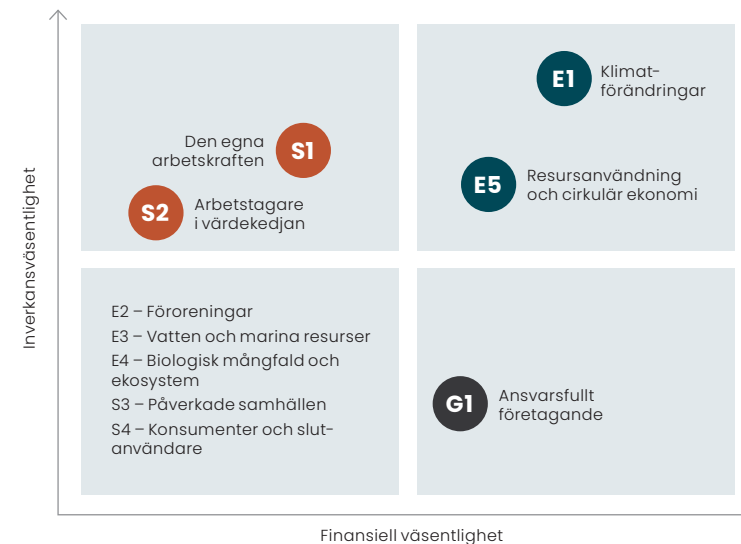 Inverkansväsentlighet
E1
Klimat-
förändringar
Den egna
arbetskraften
S1
E5
Resursanvändning
och cirkulär ekonomi
S2
Arbetstagare
i värdekedjan
E2 – Föroreningar
E3 – Vatten och marina resurser
E4 – Biologisk mångfald och
ekosystem
S3 – Påverkade samhällen
S4 – Konsumenter och slut-
användare
G1
Ansvarsfullt
företagande
Finansiell väsentlighet